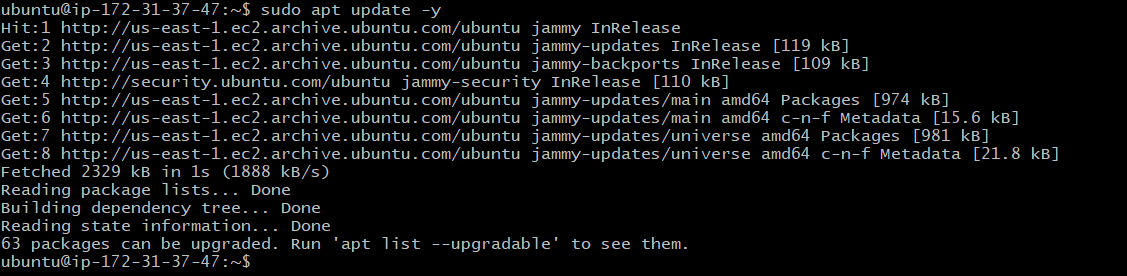 ubuntu@ip-172-31-37-47:~$ sudo apt update -y
Hit:1 http://us-east-1.ec2.archive.ubuntu.com/ubuntu jammy InRelease
Get:2 http://us-east-1.ec2.archive.ubuntu.com/ubuntu jammy-updates InRelease [119 kB]
Get:3 http://us-east-1.ec2.archive.ubuntu.com/ubuntu jammy-backports InRelease [109 kB]
Get:4 http://security.ubuntu.com/ubuntu jammy-security InRelease [110 kB]
Get:5 http://us-east-1.ec2.archive.ubuntu.com/ubuntu jammy-updates/main amd64 Packages [974 kB]
Get:6 http://us-east-1.ec2.archive.ubuntu.com/ubuntu jammy-updates/main amd64 c-n-f Metadata [15.6 kB]
Get:7 http://us-east-1.ec2.archive.ubuntu.com/ubuntu jammy-updates/universe amd64 Packages [981 kB]
Get:8 http://us-east-1.ec2.archive.ubuntu.com/ubuntu jammy-updates/universe amd64 c-n-f Metadata [21.8 kB]
Fetched 2329 kB in 1s (1888 kB/s)
Reading package lists... Done
Building dependency tree... Done
Reading state information... Done
63 packages can be upgraded. Run 'apt list --upgradable' to see them.
ubuntu@ip-172-31-37-47:~$